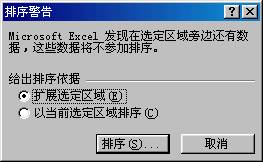 排序警告
Microsoft Excel 发现在选定区域旁边还有数
据，这些数据将不参加排序。
给出排序依据
扩展选定区域(E)
以当前选定区域排序(C)
排序(S)... 取消